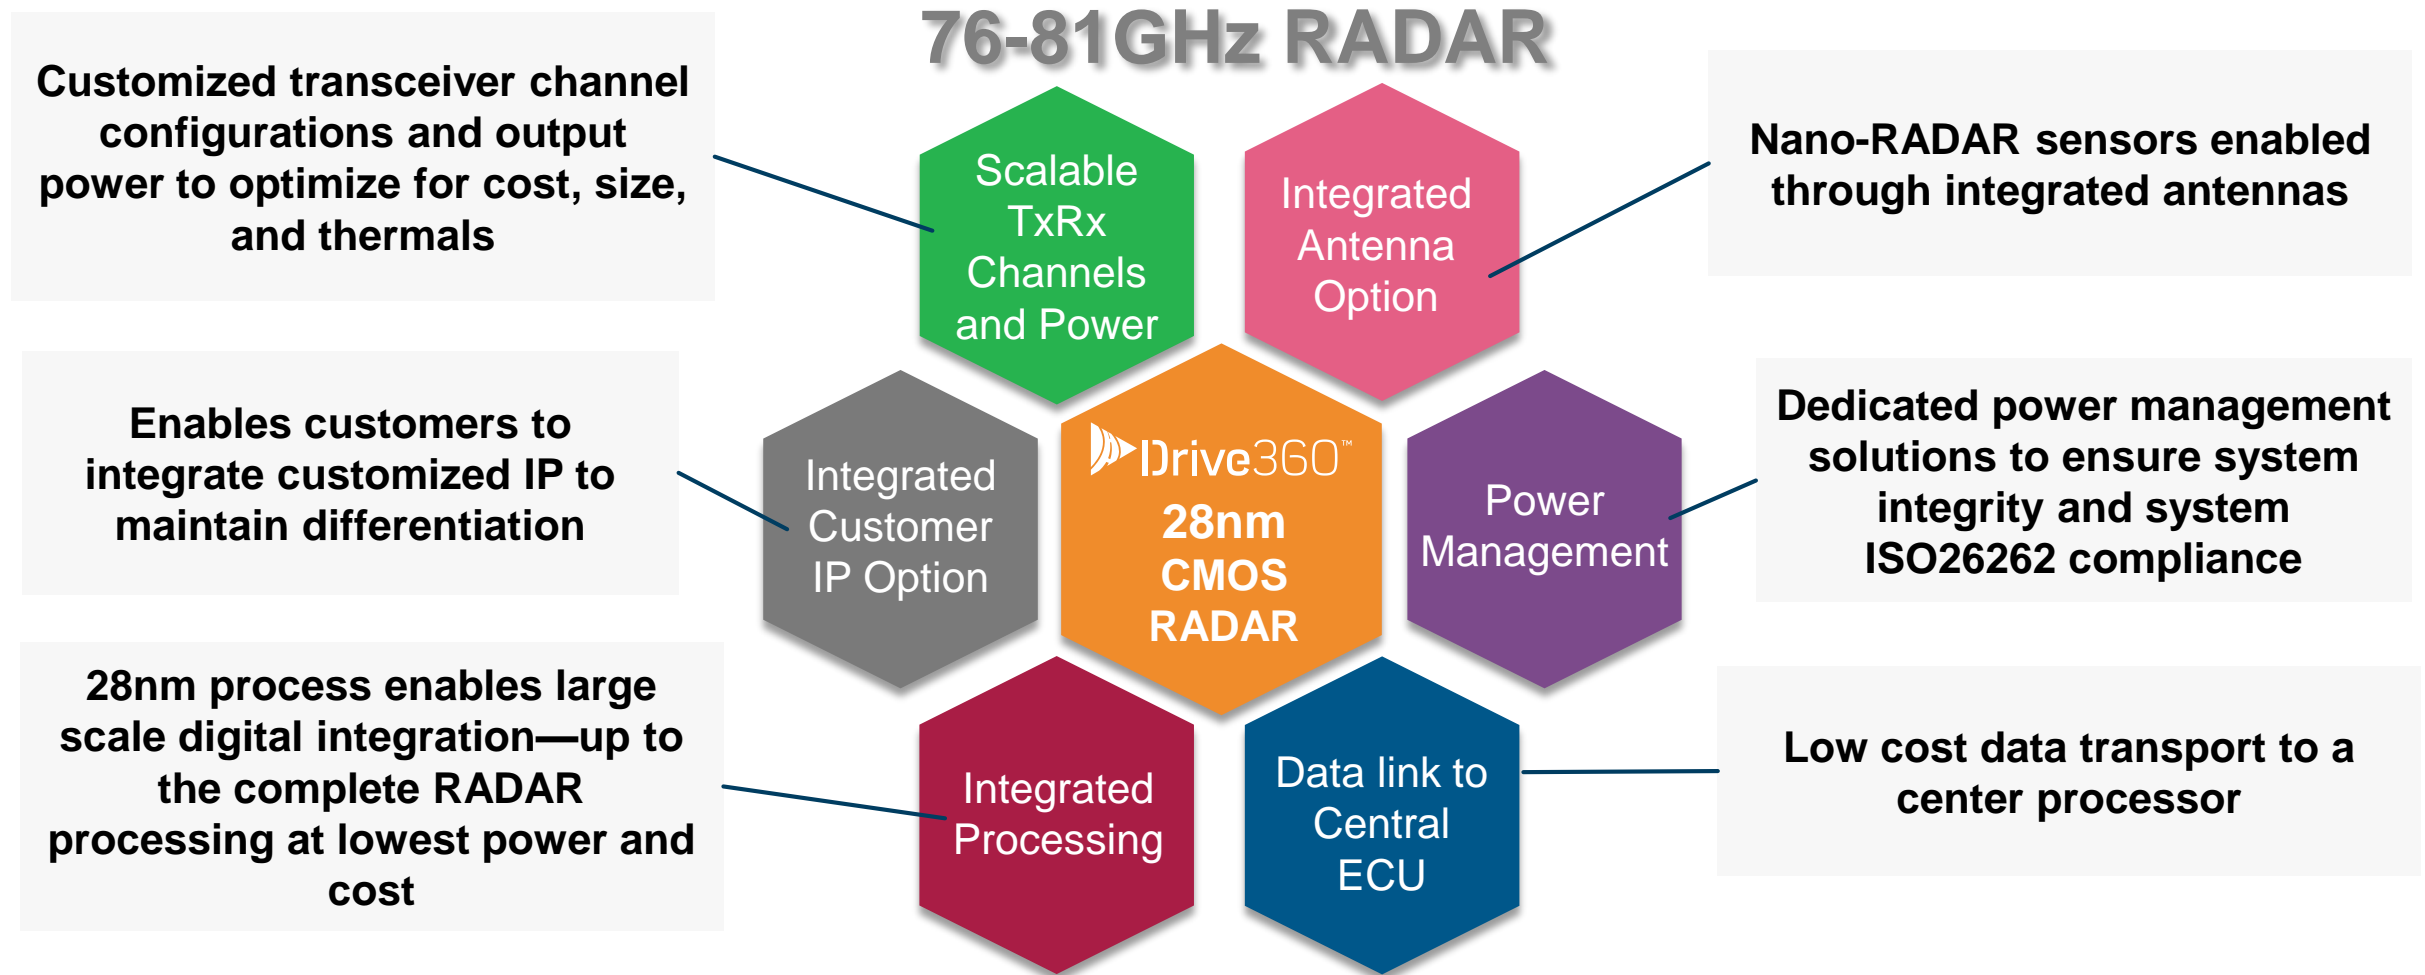 76-81GHz RADAR
Customized transceiver channel
configurations and output
power to optimize for cost, size,
and thermals
Scalable
TxRx
Channels
and Power
Integrated
Antenna
Option
Nano-RADAR sensors enabled
through integrated antennas
Enables customers to
integrate customized IP to
maintain differentiation
Integrated
Customer
IP Option
Drive360™
28nm
CMOS
RADAR
Power
Management
Dedicated power management
solutions to ensure system
integrity and system
ISO26262 compliance
28nm process enables large
scale digital integration—up to
the complete RADAR
processing at lowest power and
cost
Integrated
Processing
Data link to
Central
ECU
Low cost data transport to a
center processor